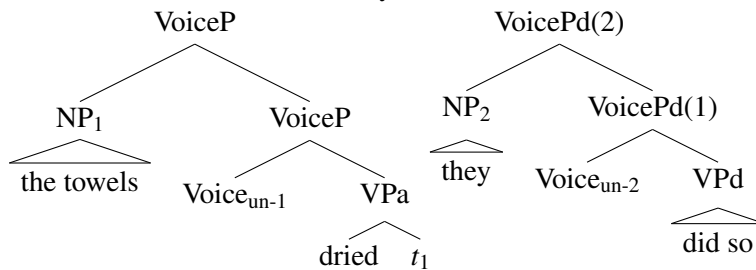 VoiceP VoicePd(2)
NP1 VoiceP NP2 VoicePd(1)
the towels Voiceun-1 VPa they Voiceun-2 VPd
dried t1 did so